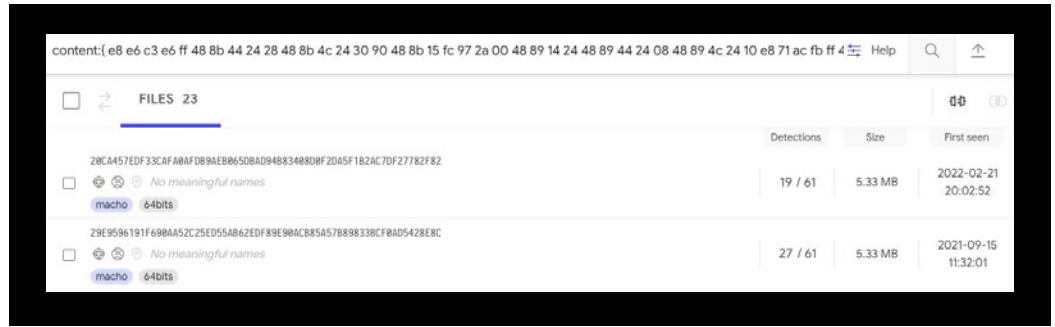 content:{ e8 e6 c3 e6 ff 48 8b 44 24 28 48 8b 4c 24 30 90 48 8b 15 fc 97 2a 00 48 89 14 24 48 89 44 24 08 48 89 4c 24 10 e8 71 ac fb ff 4 Help
FILES 23
Detections Size First seen
20CA457EDF33CAFA0AFDB9AEB065DBAD94B83408D0F2DA5F1B2AC7DF27782F82
No meaningful names 19 / 61 5.33 MB 2022-02-21
20:02:52
macho 64bits
29E9596191F690AA52C25ED55AB62EDF89E90ACB85A57B89833BCF0AD5428E8C
No meaningful names 27 / 61 5.33 MB 2021-09-15
11:32:01
macho 64bits